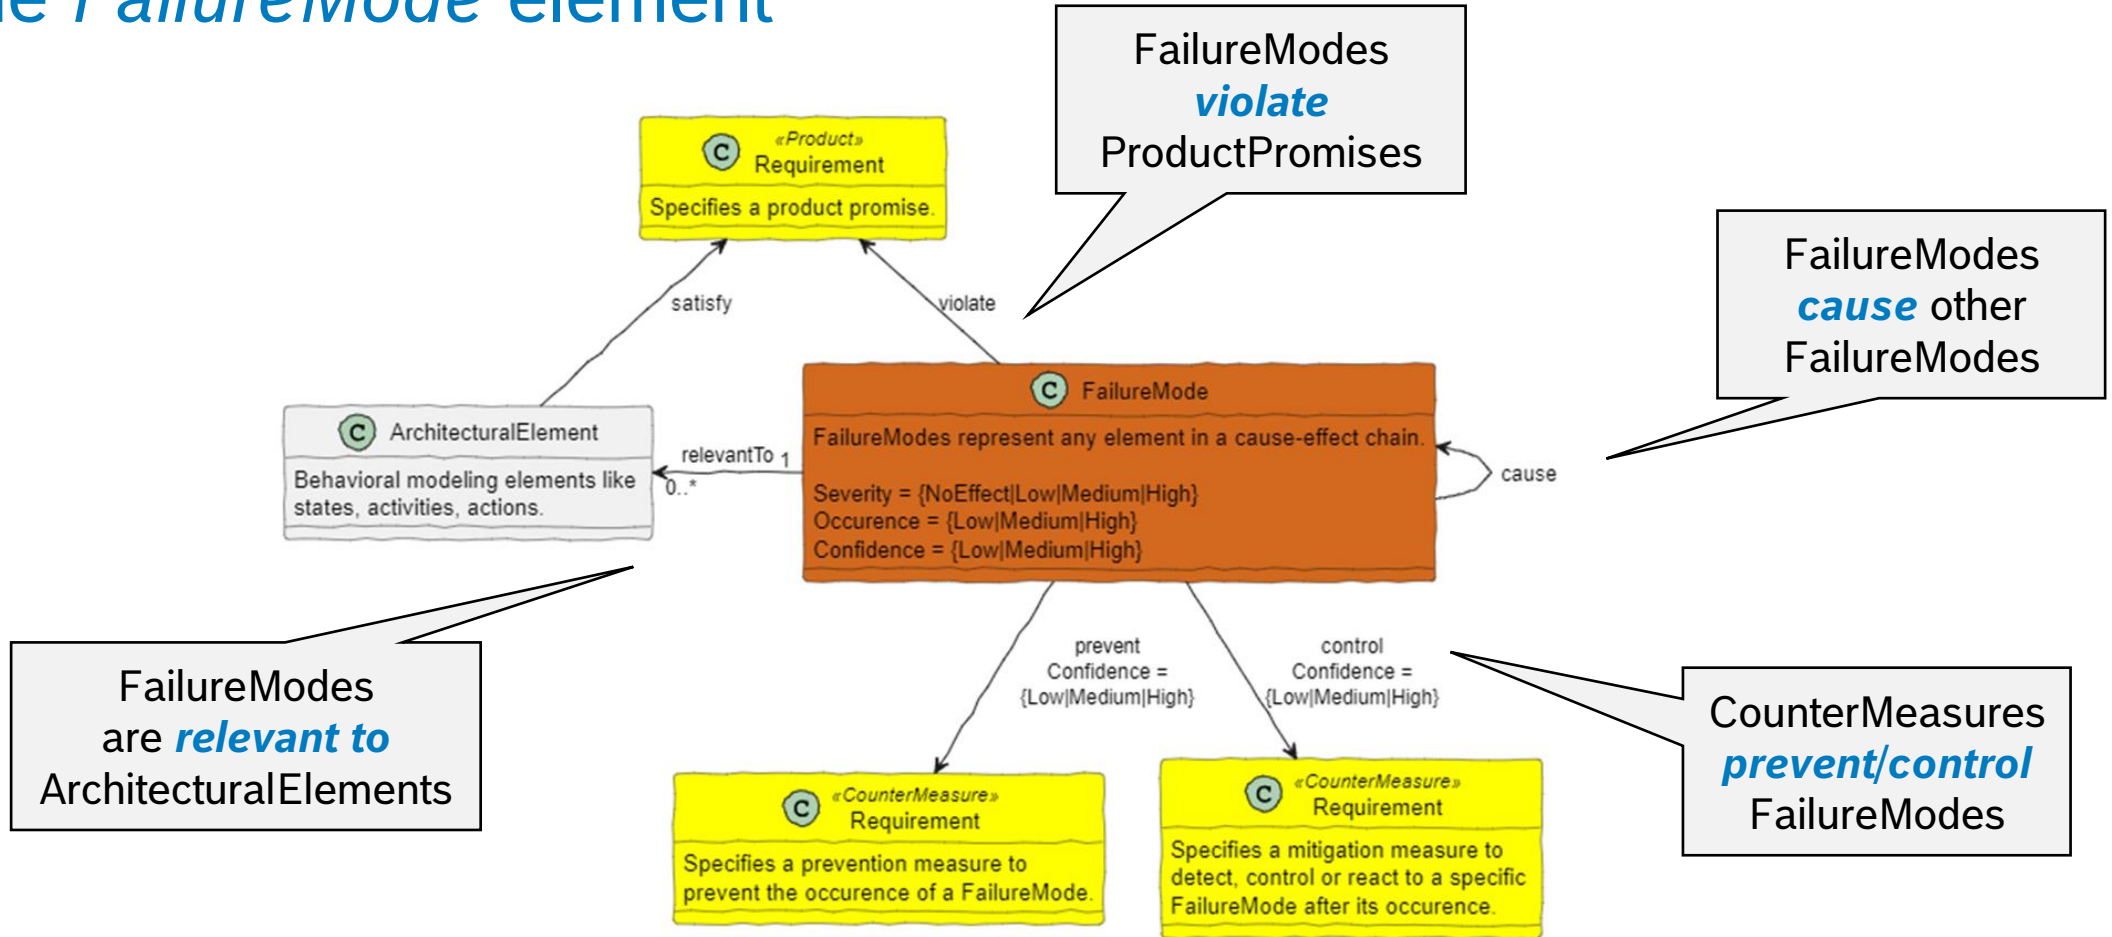 FailureMode element
FailureModes
violate
ProductPromises
«Product»
C
Requirement
Specifies a product promise.
FailureModes
cause other
FailureModes
satisfy
violate
C
FailureMode
FailureModes represent any element in a cause-effect chain.
Severity = {NoEffect|Low|Medium|High}
Occurence = {Low|Medium|High}
Confidence = {Low|Medium|High}
C
ArchitecturalElement
Behavioral modeling elements like
states, activities, actions.
relevantTo
1
0..*
cause
FailureModes
are relevant to
ArchitecturalElements
prevent
Confidence =
{Low|Medium|High}
control
Confidence =
{Low|Medium|High}
CounterMeasures
prevent/control
FailureModes
«CounterMeasure»
C
Requirement
Specifies a prevention measure to
prevent the occurence of a FailureMode.
«CounterMeasure»
C
Requirement
Specifies a mitigation measure to
detect, control or react to a specific
FailureMode after its occurence.